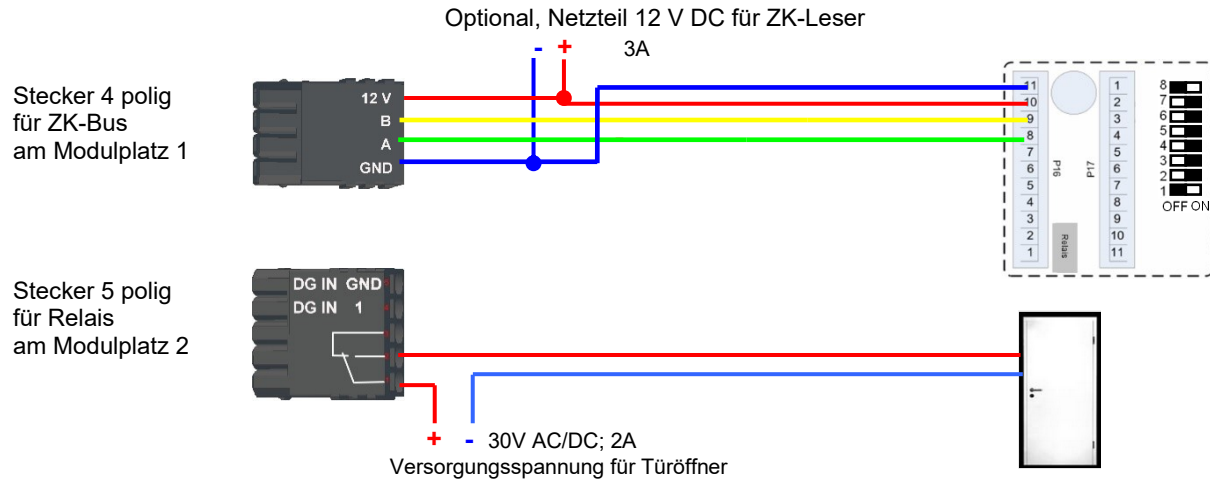 Optional, Netzteil 12 V DC für ZK-Leser
- + 3A
Stecker 4 polig
für ZK-Bus
am Modulplatz 1
12 V
B
A
GND
11
10
9
8
7
6
5
4
3
2
1
P16
Relais
P17
1
2
3
4
5
6
7
8
9
10
11
8
7
6
5
4
3
2
1
OFF ON
Stecker 5 polig
für Relais
am Modulplatz 2
DG IN GND
DG IN 1
+ - 30V AC/DC; 2A
Versorgungsspannung für Türöffner